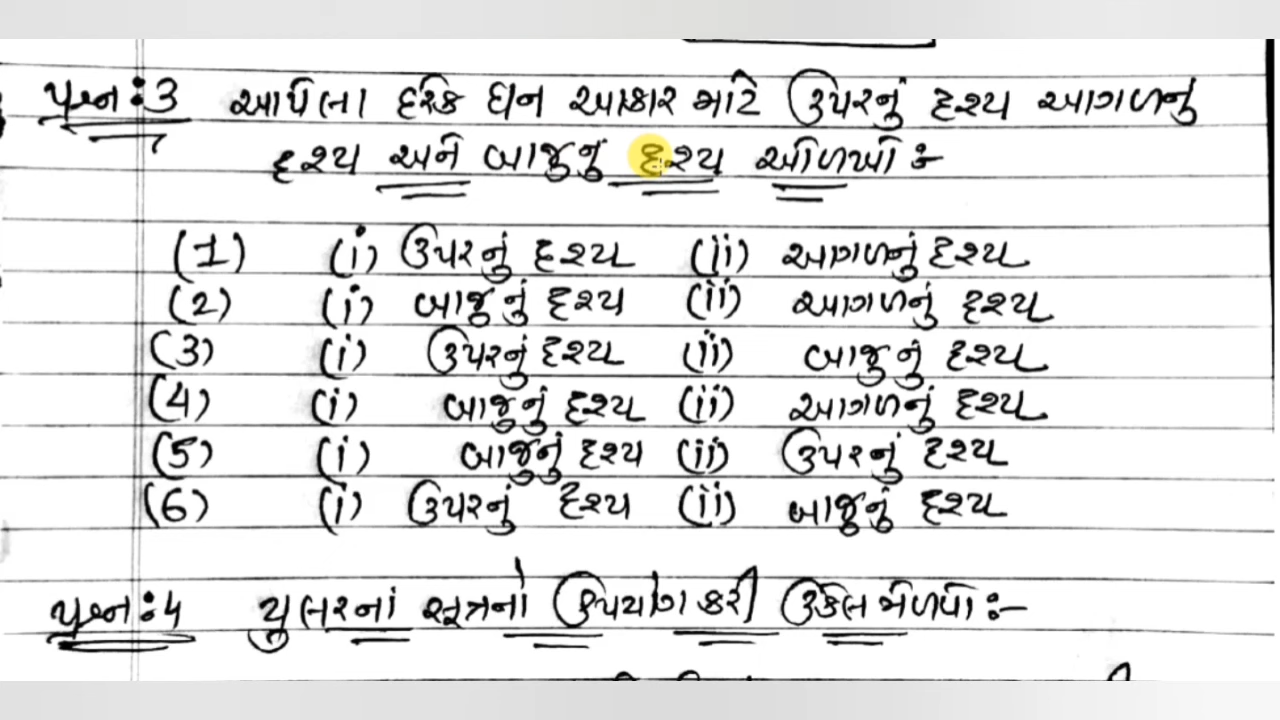 પ્રશ્ન:3 આપેલા દરેક ઘન આકાર માટે ઉપરનું દૃશ્ય આગળનુ
દૃશ્ય અને બાજુનુ દૃશ્ય ઓળખો :-
(1) (i) ઉપરનું દૃશ્ય (ii) આગળનું દૃશ્ય
(2) (i) બાજુનું દૃશ્ય (ii) આગળનું દૃશ્ય
(3) (i) ઉપરનું દૃશ્ય (ii) બાજુનું દૃશ્ય
(4) (i) બાજુનું દૃશ્ય (ii) આગળનું દૃશ્ય
(5) (i) બાજુનું દૃશ્ય (ii) ઉપરનું દૃશ્ય
(6) (i) ઉપરનું દૃશ્ય (ii) બાજુનું દૃશ્ય
પ્રશ્ન:4 યુલરનાં સૂત્રનો ઉપયોગ કરી ઉકેલ મેળવો :-